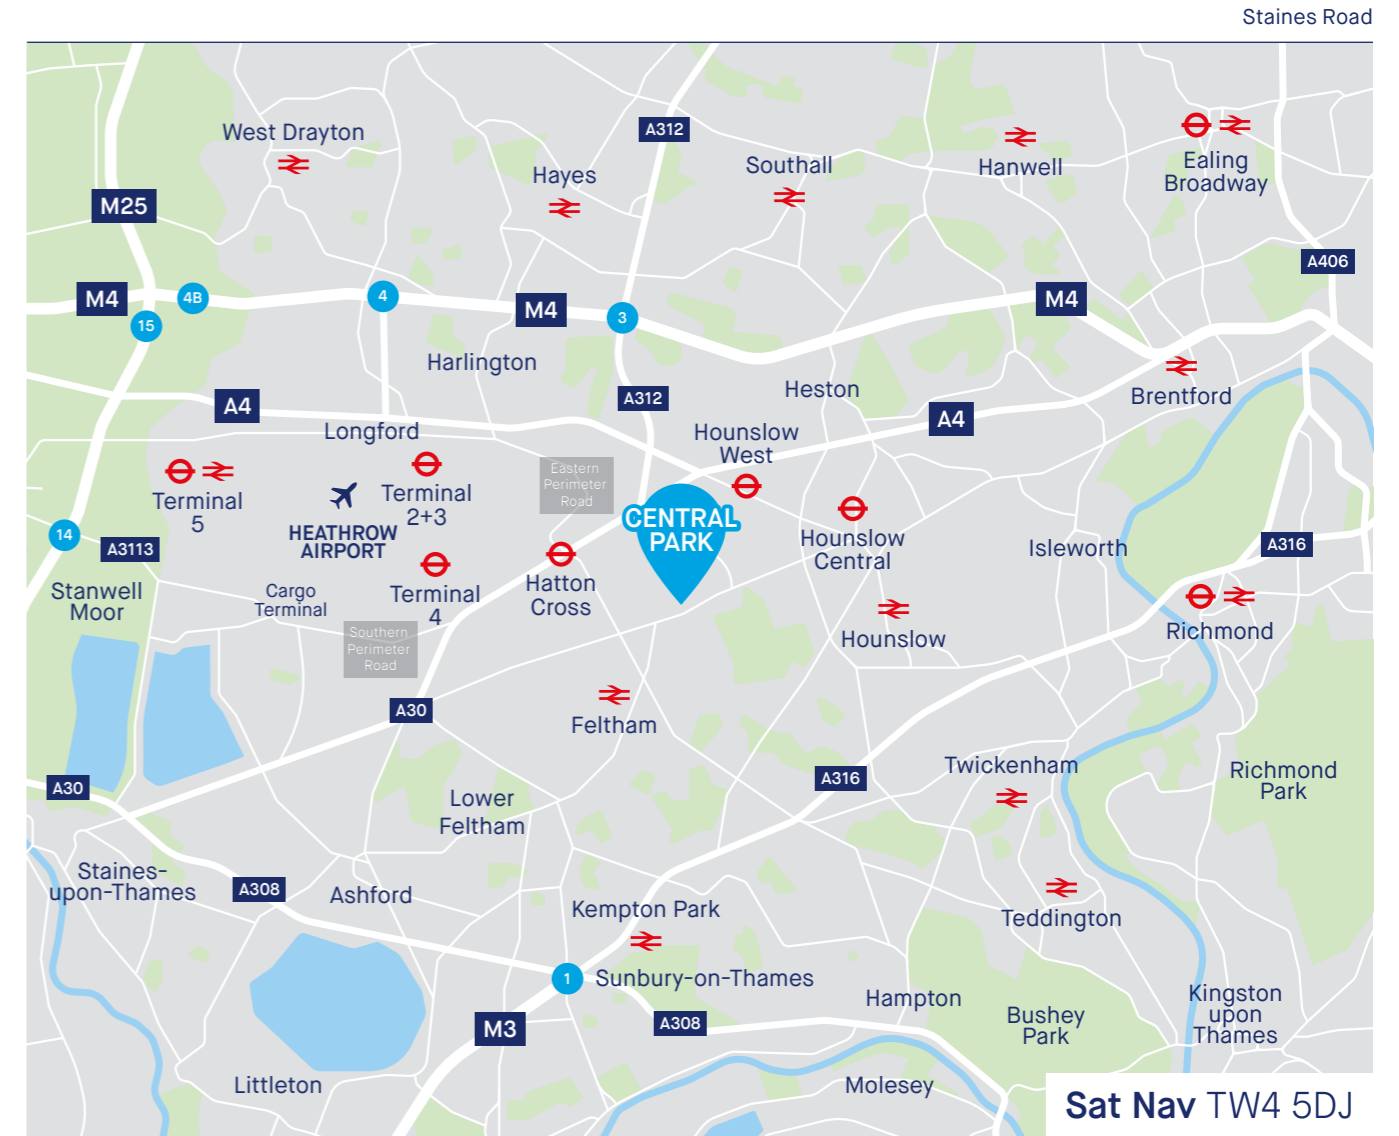 Staines Road
A312
West Drayton
Hayes
Southall
Hanwell
Ealing
Broadway
M25
A406
M4
4B
4
M4
3
M4
15
Harlington
A312
Heston
Brentford
A4
Longford
Hounslow
West
A4
Terminal
5
Terminal
2+3
Eastern
Perimeter
Road
CENTRAL
PARK
14
A3113
HEATHROW
AIRPORT
Hounslow
Central
Isleworth
A316
Stanwell
Moor
Cargo
Terminal
Terminal
4
Hatton
Cross
Southern
Perimeter
Road
Hounslow
Richmond
A30
Feltham
A30
Lower
Feltham
A316
Twickenham
Richmond
Park
Staines-
upon-Thames
A308
Ashford
Kempton Park
Teddington
1
Sunbury-on-Thames
Hampton
M3
A308
Bushey
Park
Kingston
upon
Thames
Littleton
Molesey
Sat Nav TW4 5DJ